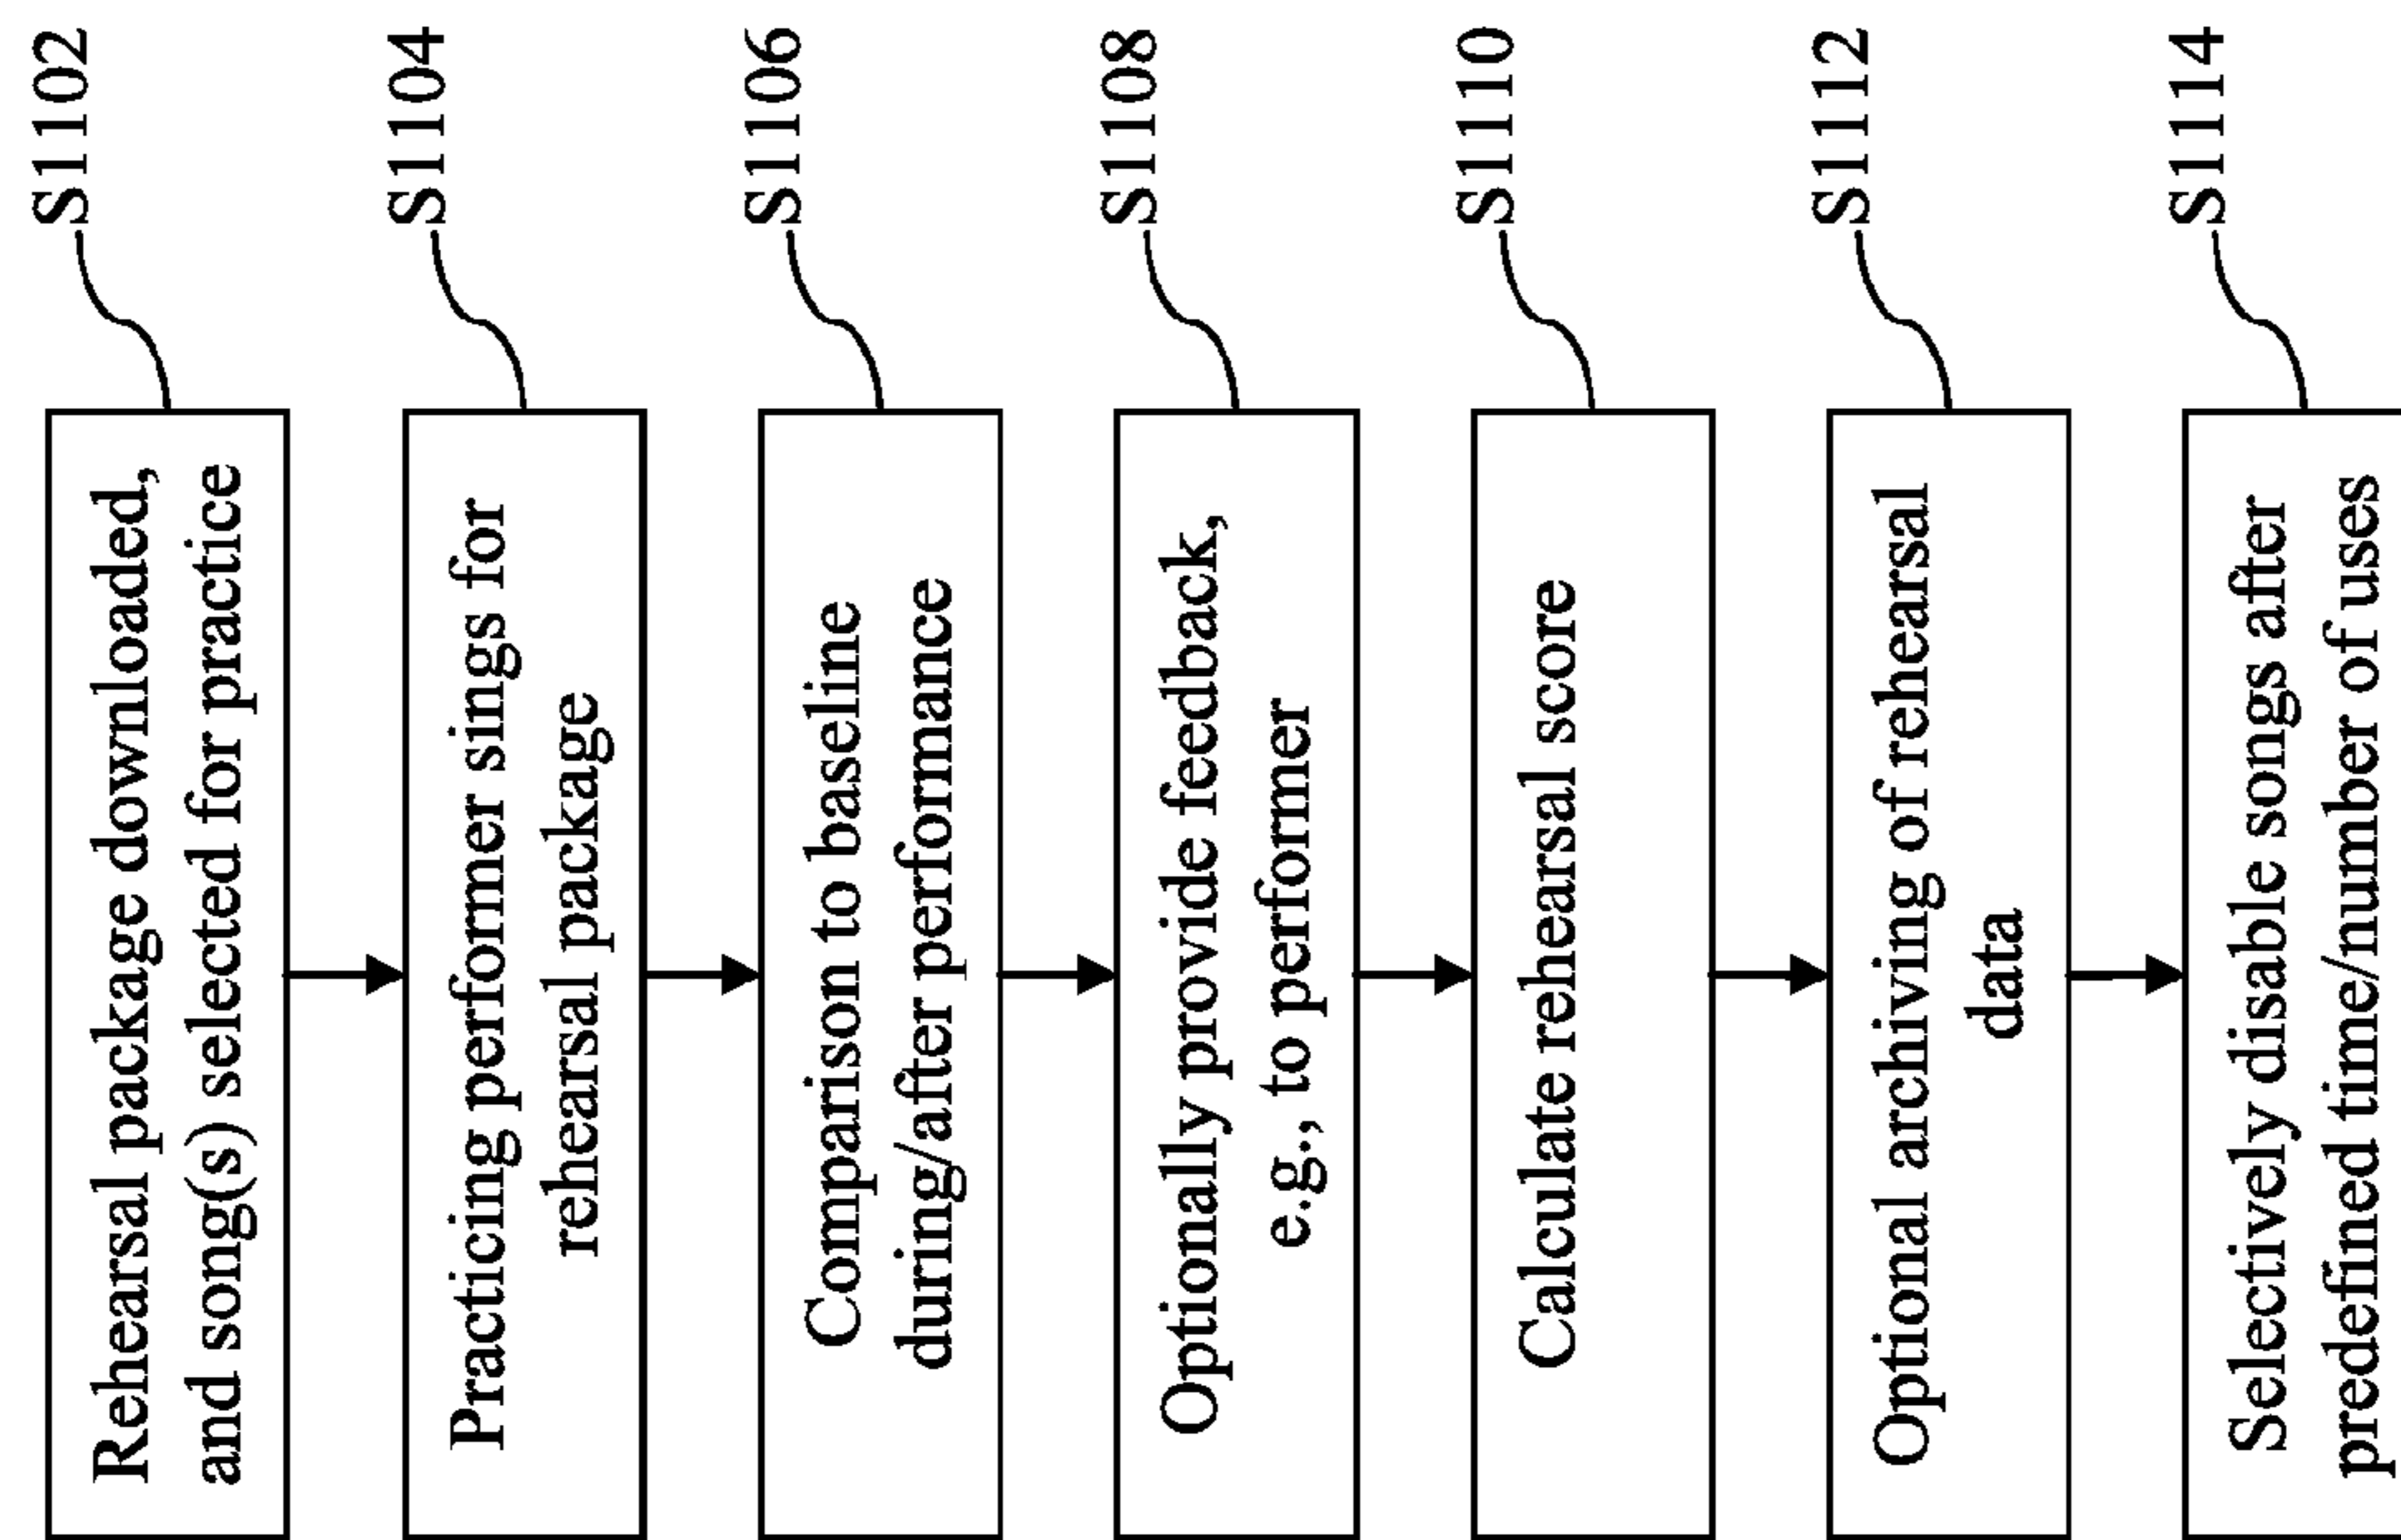 Rehearsal package downloaded,
and song(s) selected for practice
S1102
Practicing performer sings for
rehearsal package
S1104
Comparison to baseline
during/after performance
S1106
Optionally provide feedback,
e.g., to performer
S1108
Calculate rehearsal score
S1110
Optional archiving of rehearsal
data
S1112
Selectively disable songs after
predefined time/number of uses
S1114